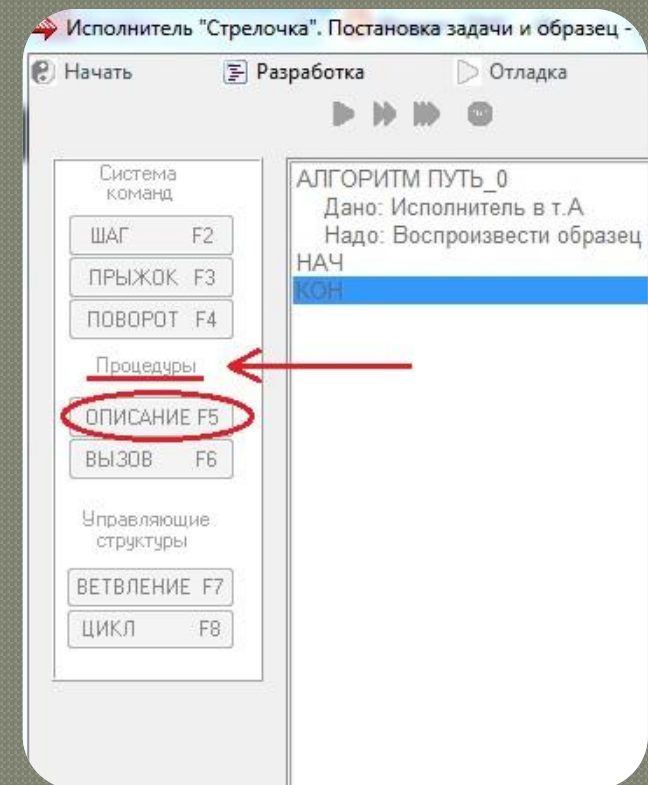 Исполнитель "Стрелочка". Постановка задачи и образец -
Начать Разработка Отладка
Система
команд
ШАГ F2
ПРЫЖОК F3
ПОВОРОТ F4
Процедуры
ОПИСАНИЕ F5
ВЫЗОВ F6
Управляющие
структуры
ВЕТВЛЕНИЕ F7
ЦИКЛ F8
АЛГОРИТМ ПУТЬ_0
Дано: Исполнитель в т.А
Надо: Воспроизвести образец
НАЧ
КОН